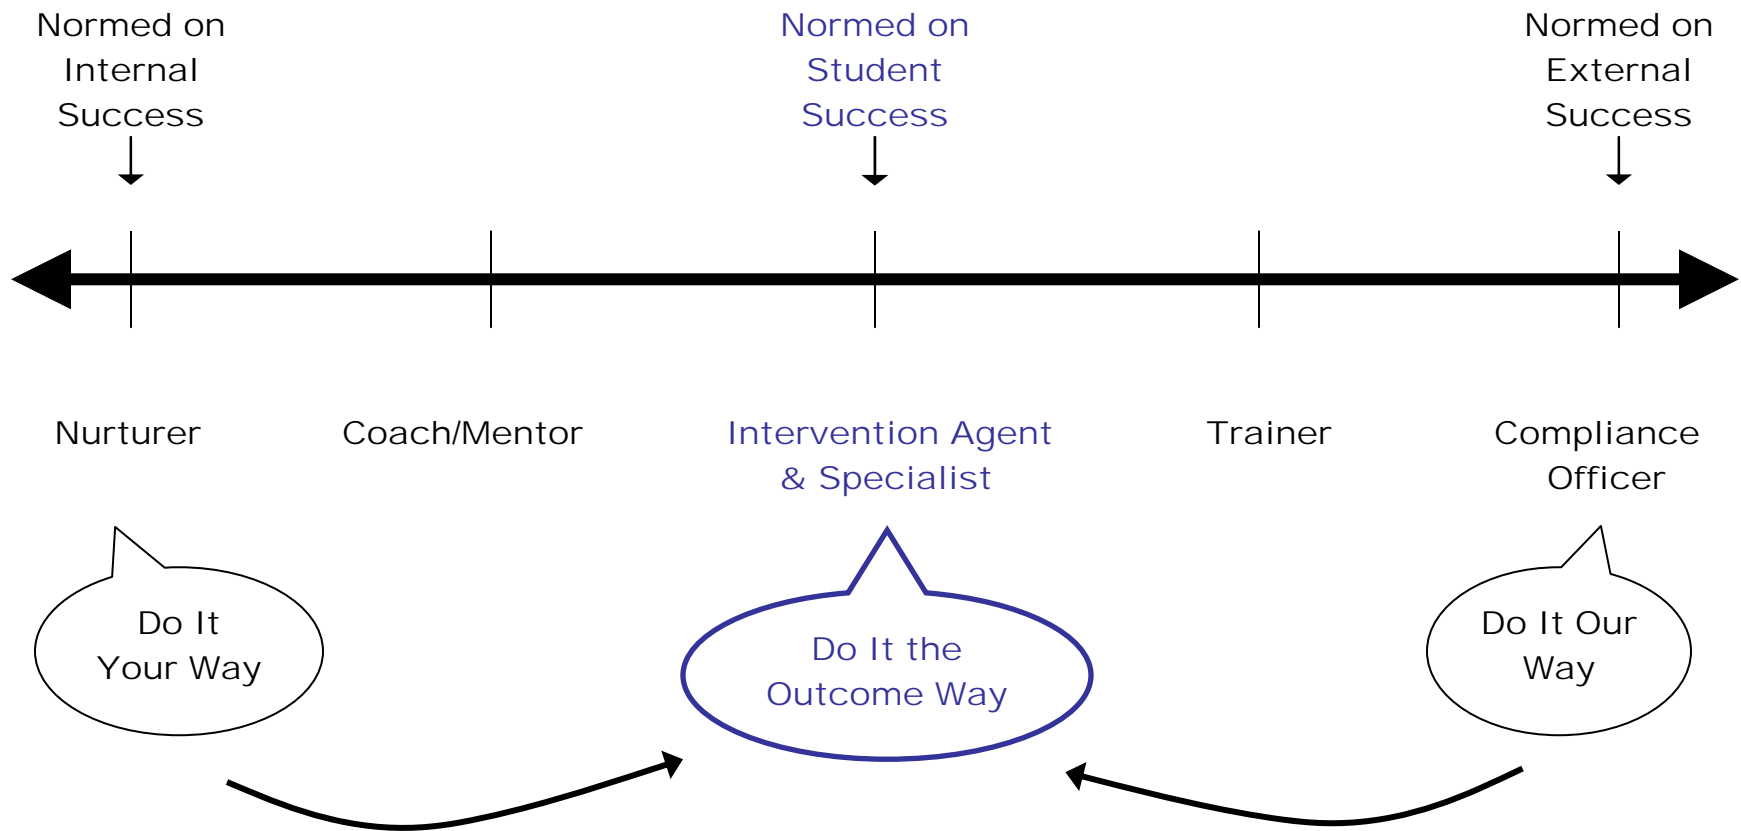 Normed on
Internal
Success
Normed on
Student
Success
Normed on
External
Success
Nurturer
Coach/Mentor
Intervention Agent
& Specialist
Trainer
Compliance
Officer
Do It
Your Way
Do It the
Outcome Way
Do It Our
Way